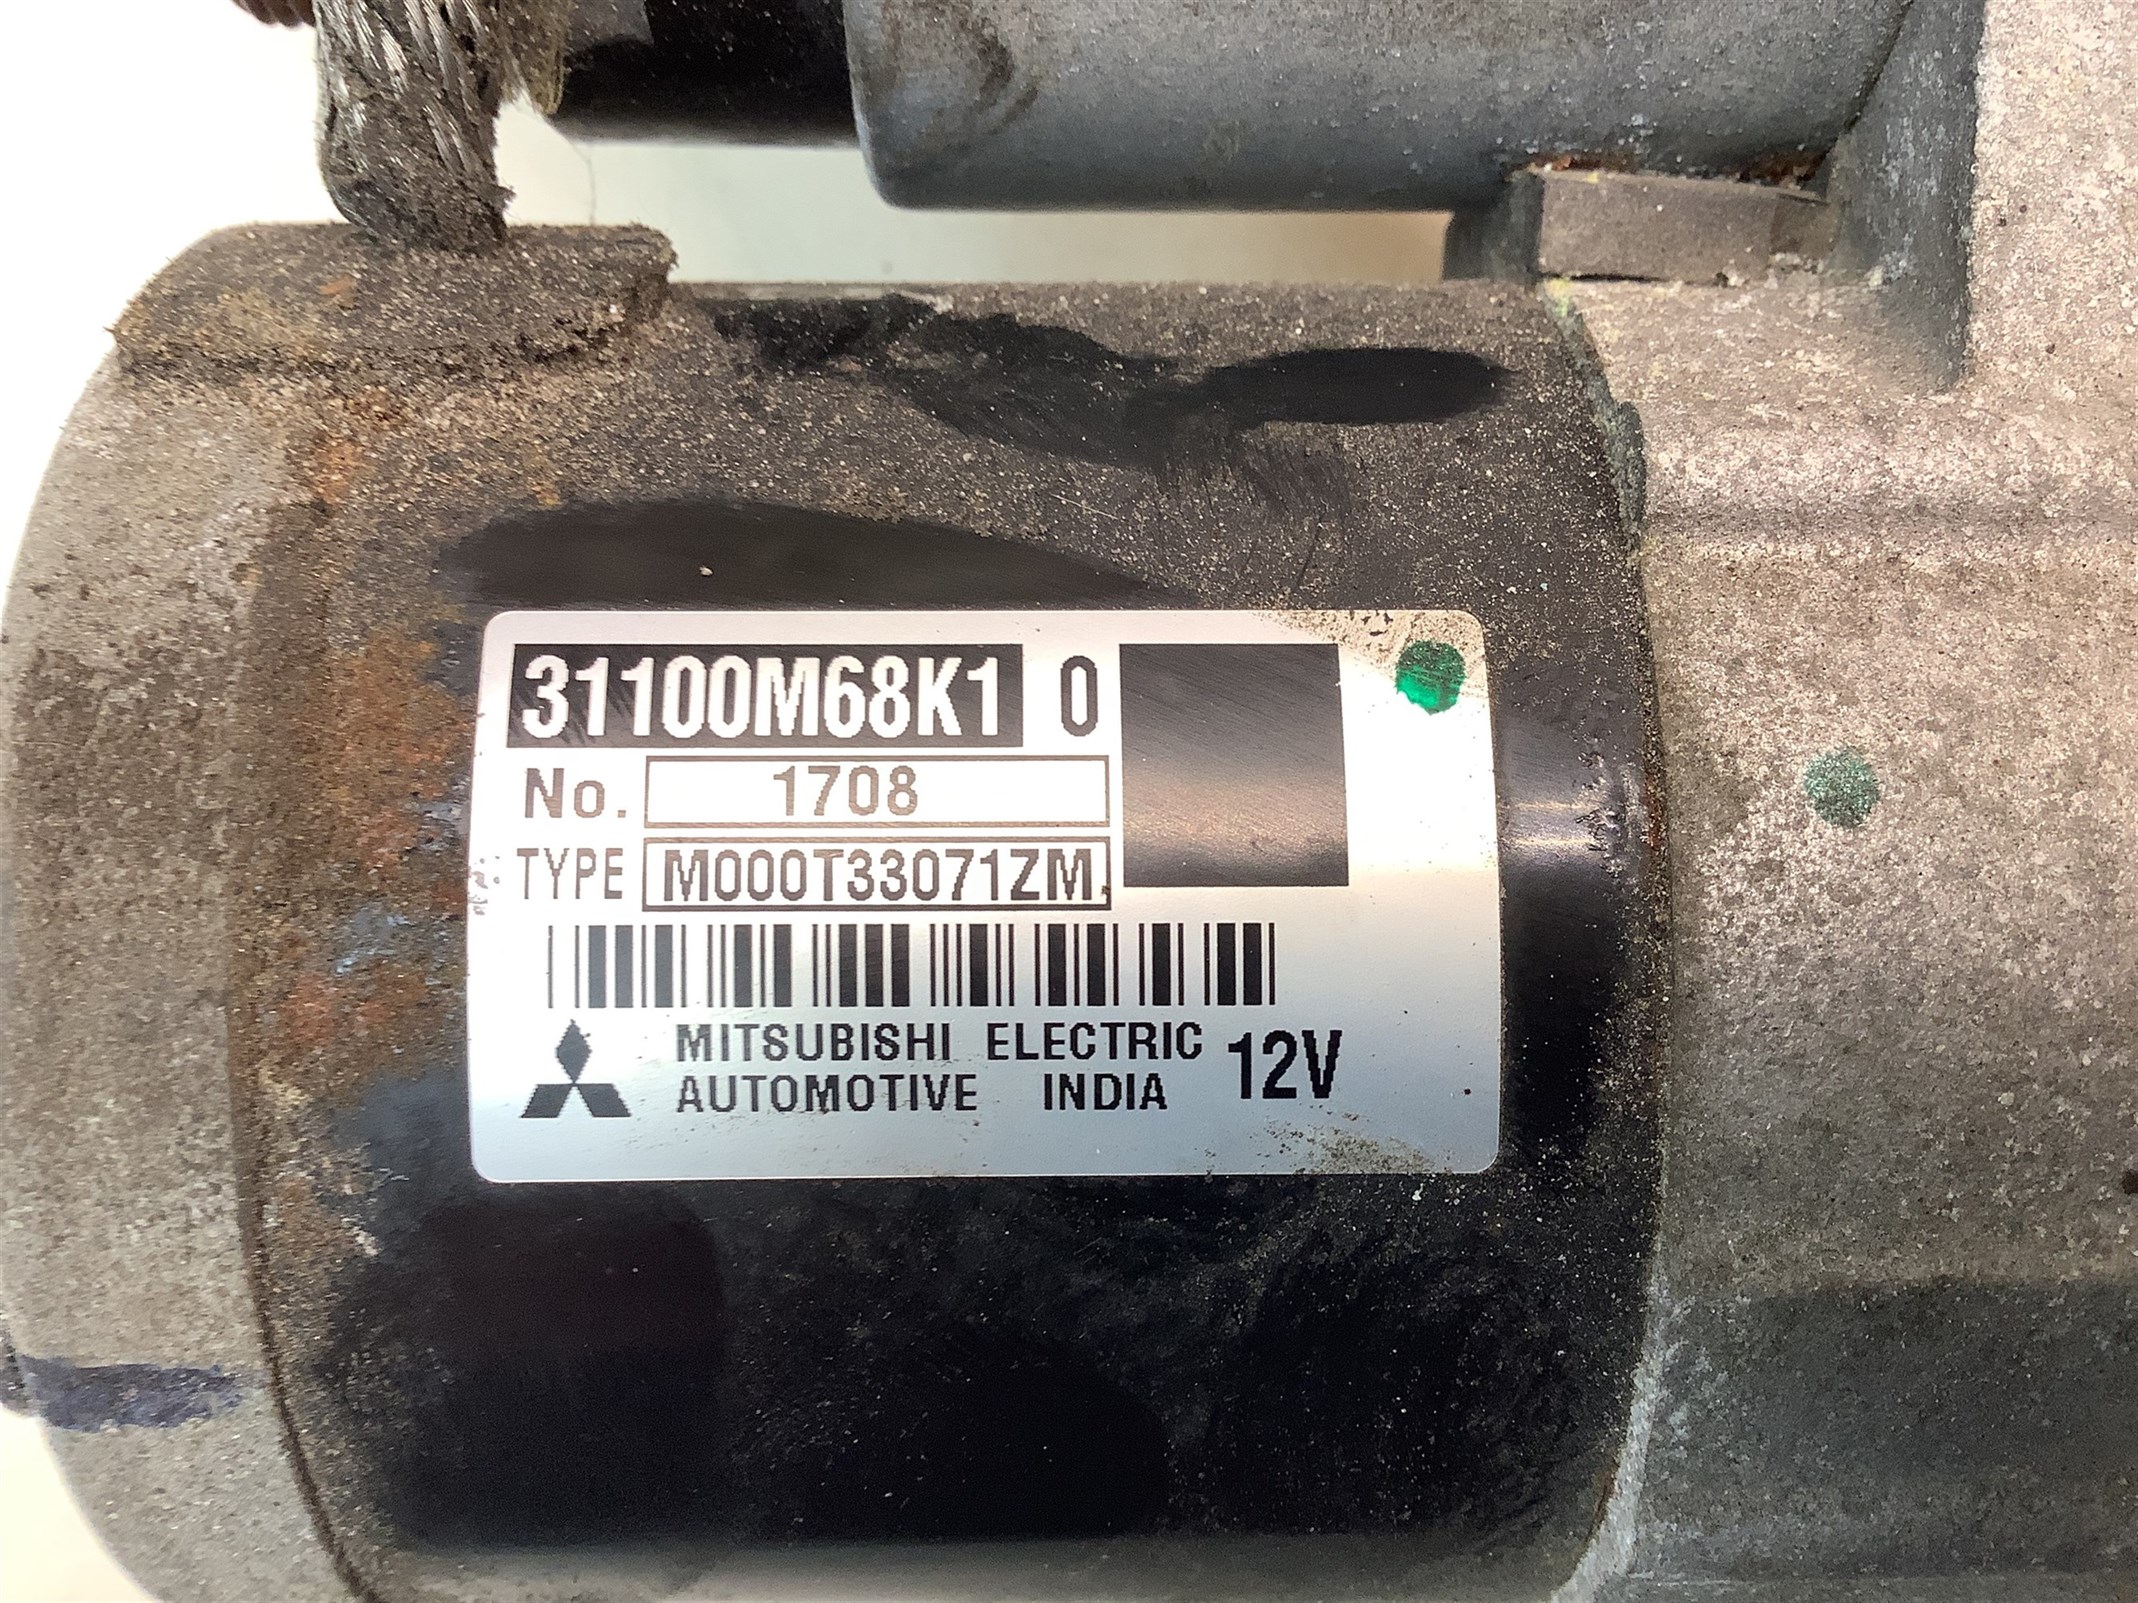 31100M68K1 0
No. 1708
TYPE M000T33071ZM
MITSUBISHI ELECTRIC
AUTOMOTIVE INDIA 12V